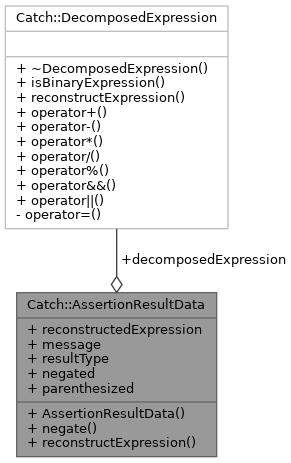 Catch::DecomposedExpression
+ ~DecomposedExpression()
+ isBinaryExpression()
+ reconstructExpression()
+ operator+()
+ operator-()
+ operator*()
+ operator/()
+ operator%()
+ operator&&()
+ operator||()
- operator=()
+decomposedExpression
Catch::AssertionResultData
+ reconstructedExpression
+ message
+ resultType
+ negated
+ parenthesized
+ AssertionResultData()
+ negate()
+ reconstructExpression()